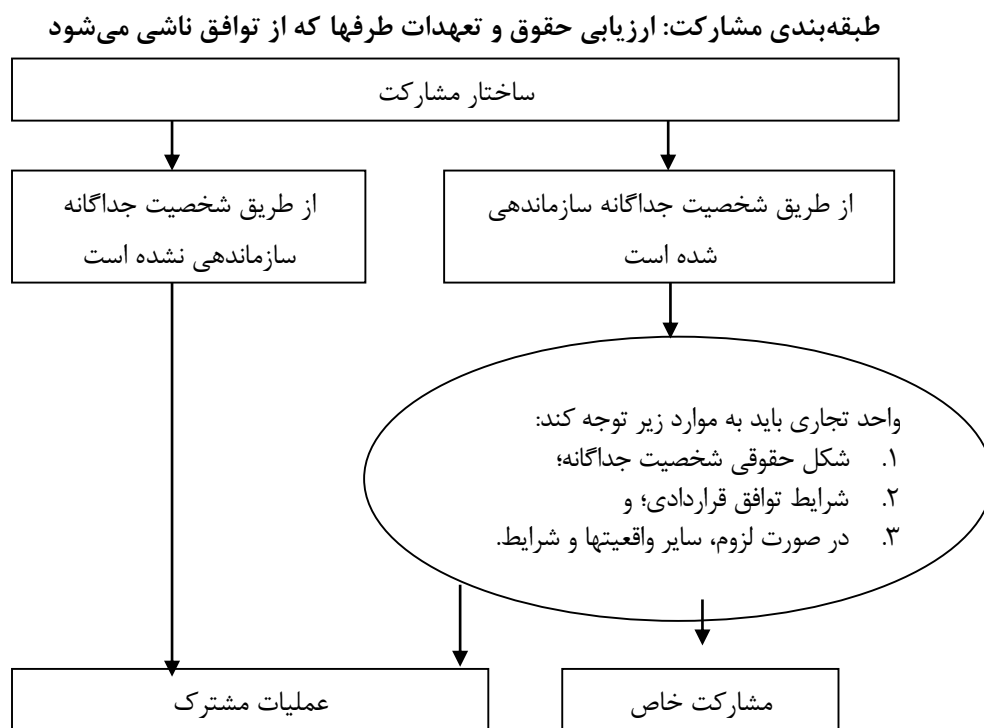 طبقه‌بندی مشارکت: ارزیابی حقوق و تعهدات طرفها که از توافق ناشی می‌شود
ساختار مشارکت
از طریق شخصیت جداگانه سازماندهی
شده است
از طریق شخصیت جداگانه
سازماندهی نشده است
واحد تجاری باید به موارد زیر توجه کند:
۱. شکل حقوقی شخصیت جداگانه؛
۲. شرایط توافق قراردادی؛ و
۳. در صورت لزوم، سایر واقعیتها و شرایط.
مشارکت خاص
عملیات مشترک